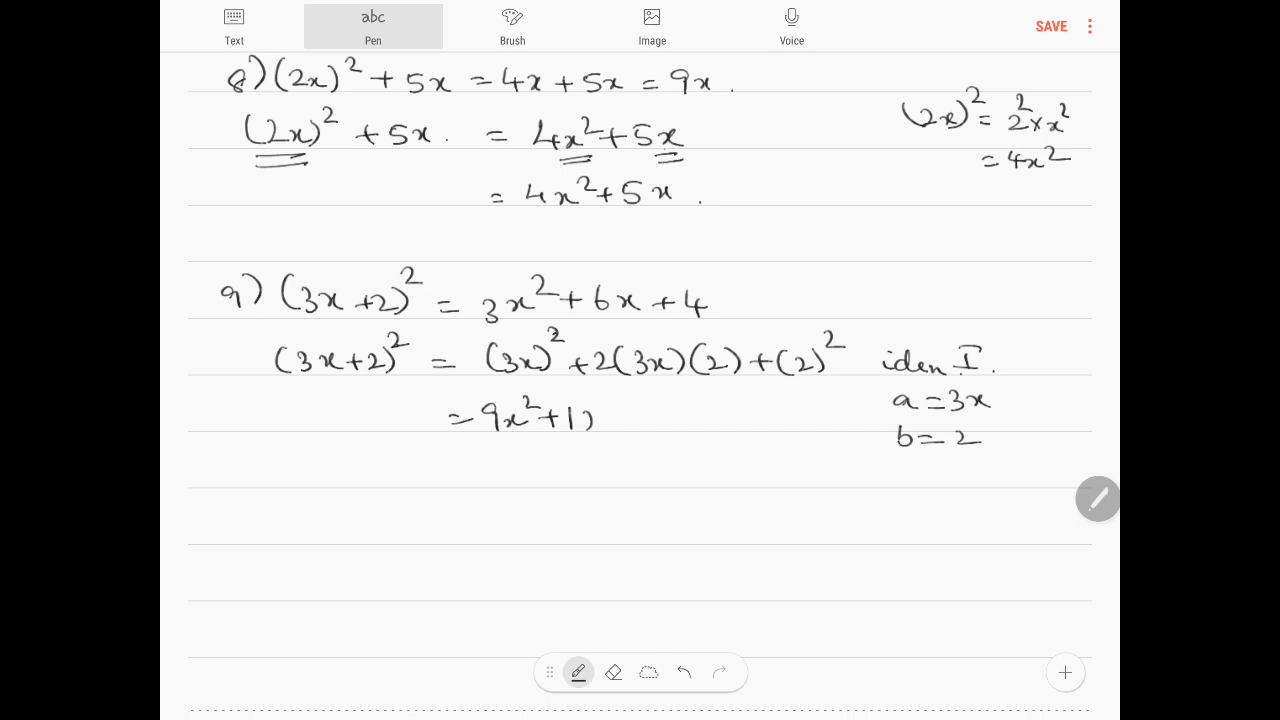 Text
abc
Pen
Brush
Image
Voice
SAVE
8) (2x)² + 5x = 4x + 5x = 9x .
(2x)² + 5x . = 4x² + 5x
= 4x² + 5x .
(2x)² = 2² × x²
= 4x²
9) (3x + 2)² = 3x² + 6x + 4
(3x + 2)² = (3x)² + 2(3x)(2) + (2)² iden I .
= 9x² + 1
a = 3x
b = 2